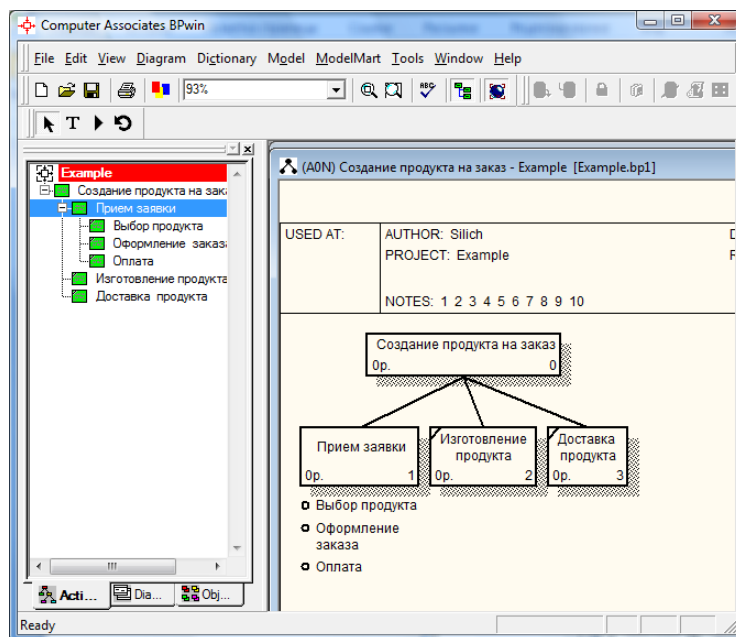 Computer Associates BPwin
File Edit View Diagram Dictionary Model ModelMart Tools Window Help
93%
ABC
T
Example
Создание продукта на зак
Прием заявки
Выбор продукта
Оформление заказ
Оплата
Изготовление продукта
Доставка продукта
Acti...
Dia...
Obj...
(A0N) Создание продукта на заказ - Example [Example.bp1]
USED AT:
AUTHOR: Silich
PROJECT: Example
NOTES: 1 2 3 4 5 6 7 8 9 10
Создание продукта на заказ
0р. 0
Прием заявки
0р. 1
Изготовление
продукта
0р. 2
Доставка
продукта
0р. 3
Выбор продукта
Оформление
заказа
Оплата
Ready